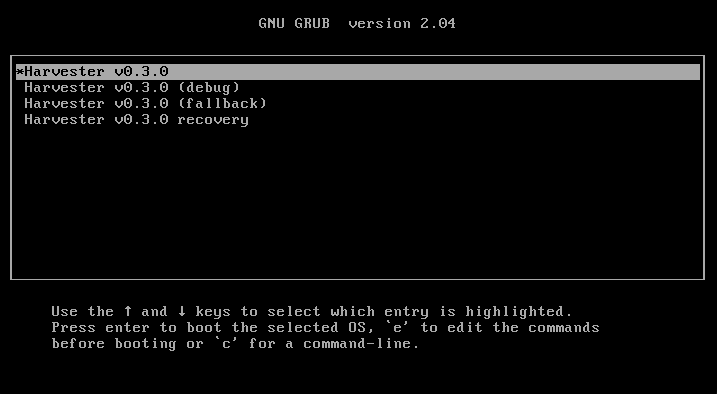 GNU GRUB  version 2.04
*Harvester v0.3.0
Harvester v0.3.0 (debug)
Harvester v0.3.0 (fallback)
Harvester v0.3.0 recovery
Use the ↑ and ↓ keys to select which entry is highlighted.
Press enter to boot the selected OS, `e' to edit the commands
before booting or `c' for a command-line.